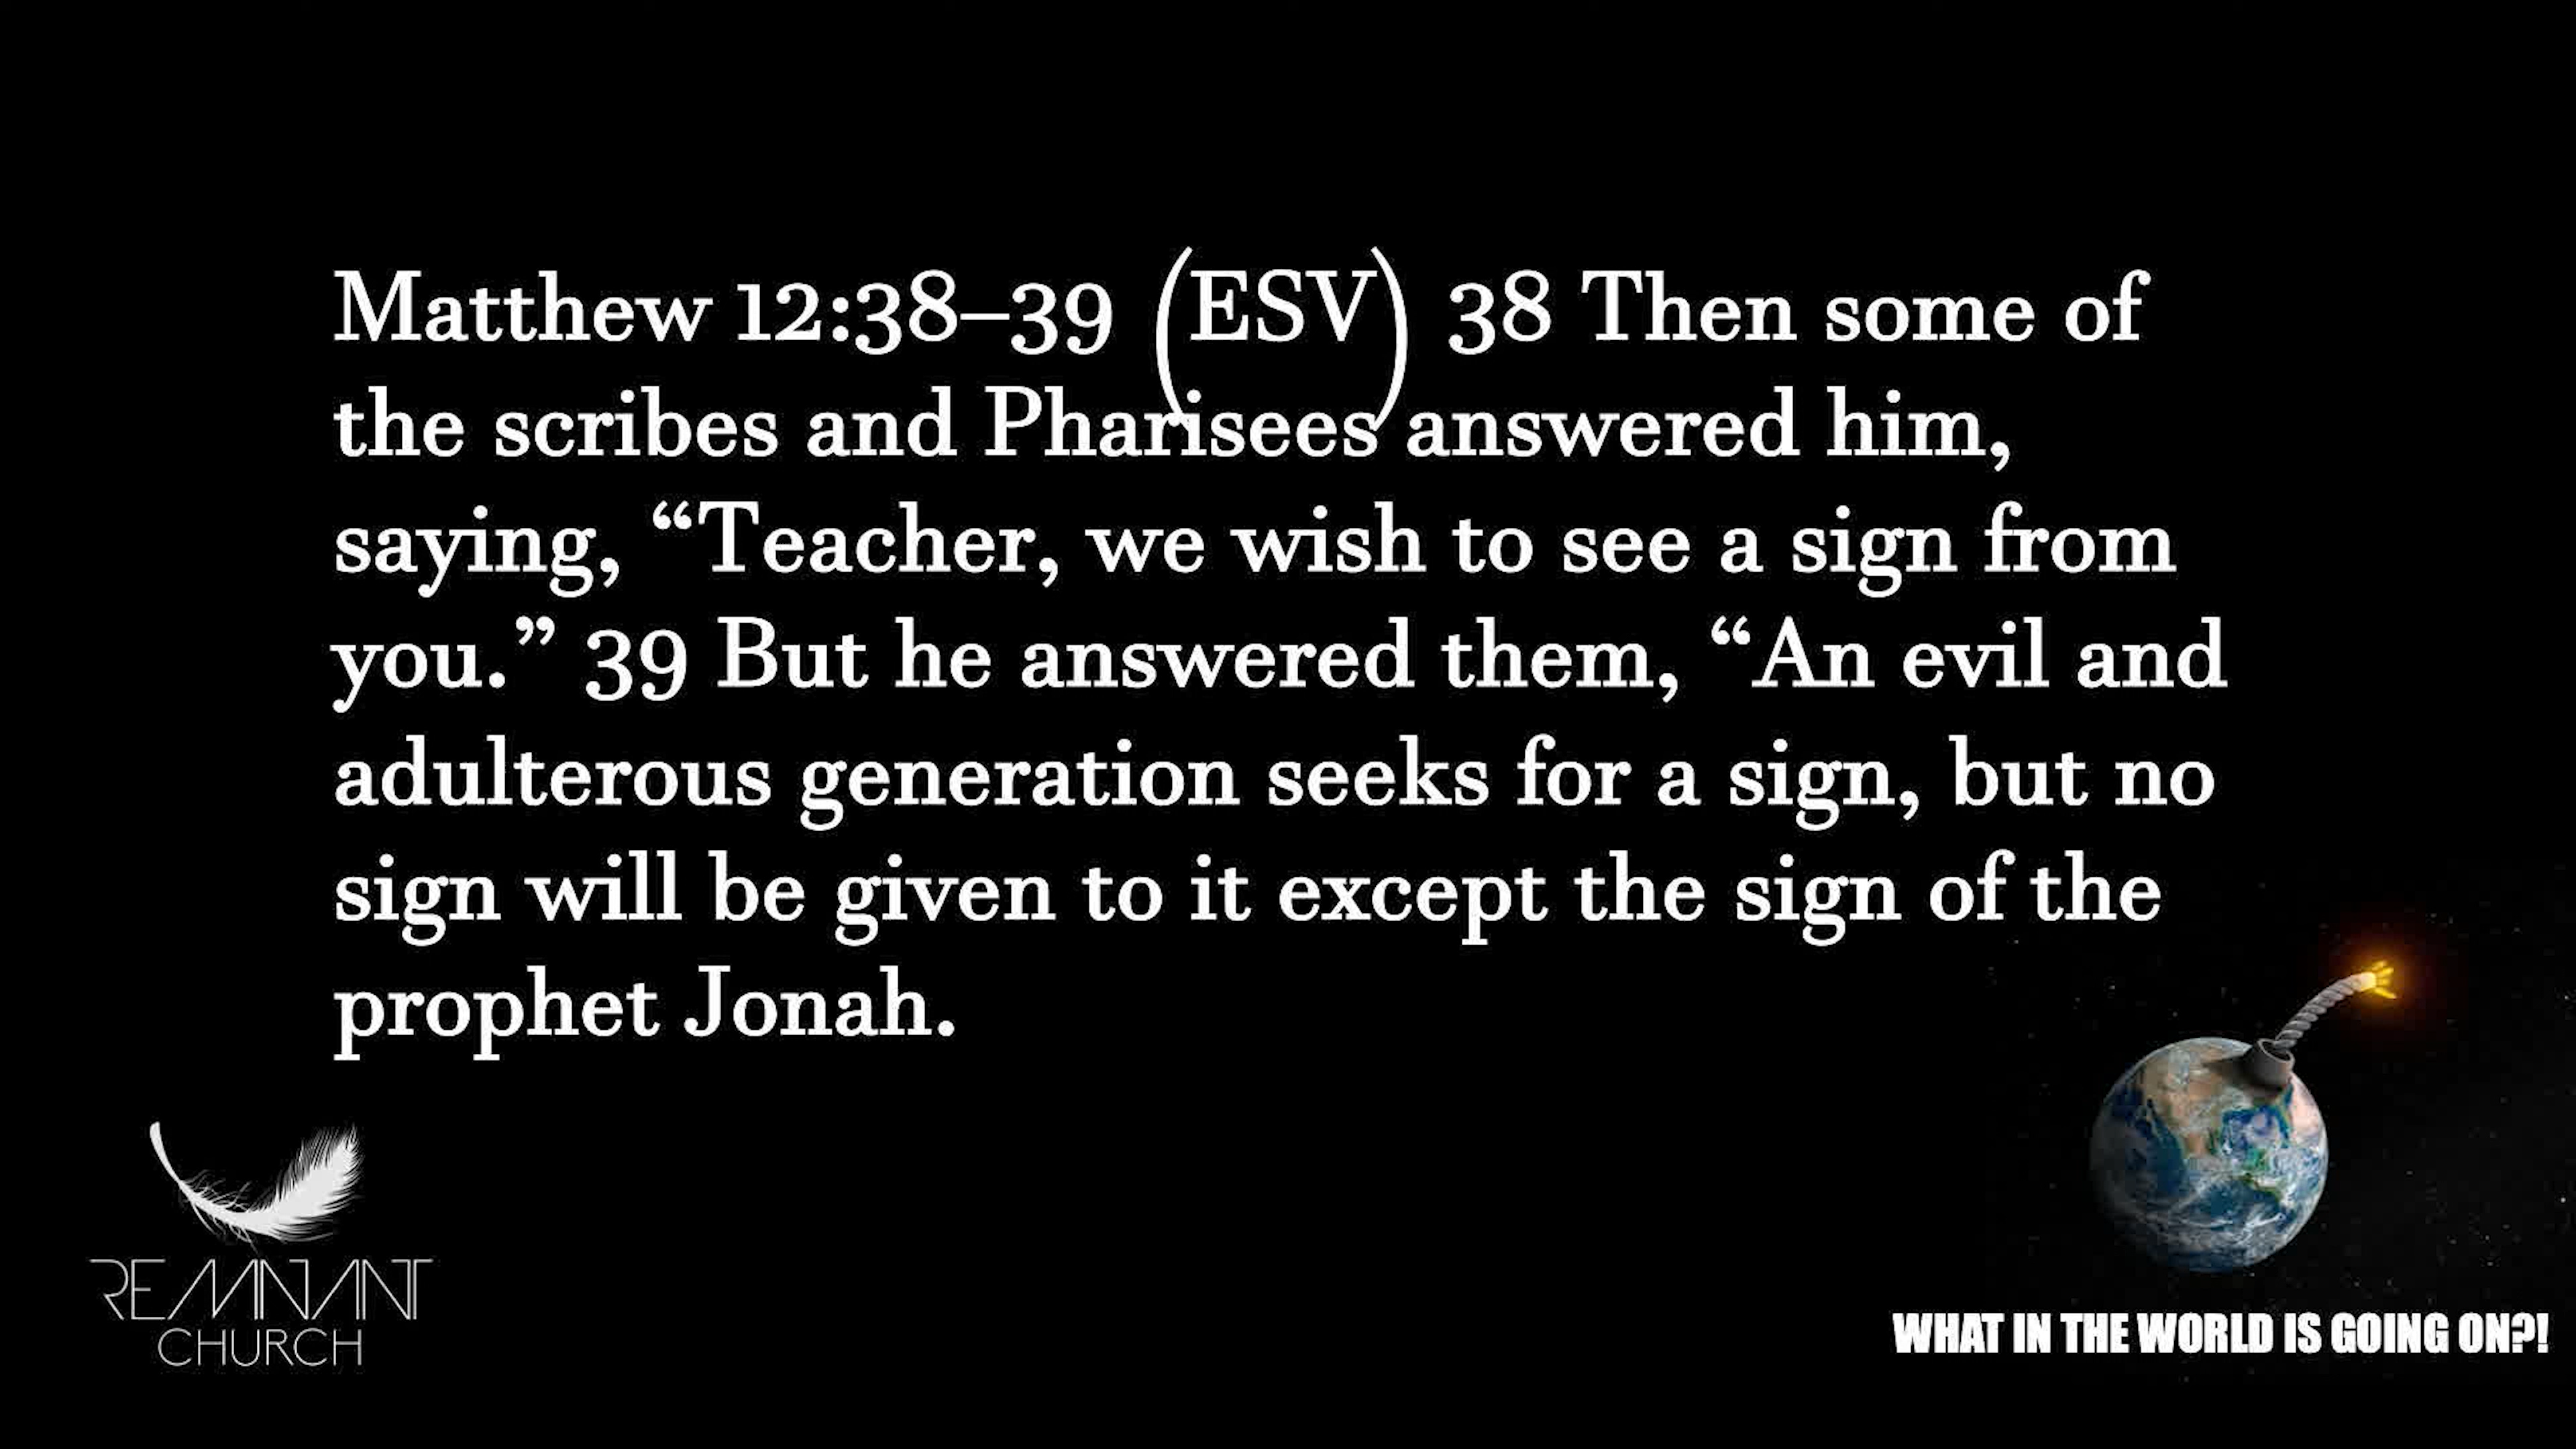 Matthew 12:38–39 (ESV) 38 Then some of
the scribes and Pharisees answered him,
saying, “Teacher, we wish to see a sign from
you.” 39 But he answered them, “An evil and
adulterous generation seeks for a sign, but no
sign will be given to it except the sign of the
prophet Jonah.
REMNANT
CHURCH
WHAT IN THE WORLD IS GOING ON?!